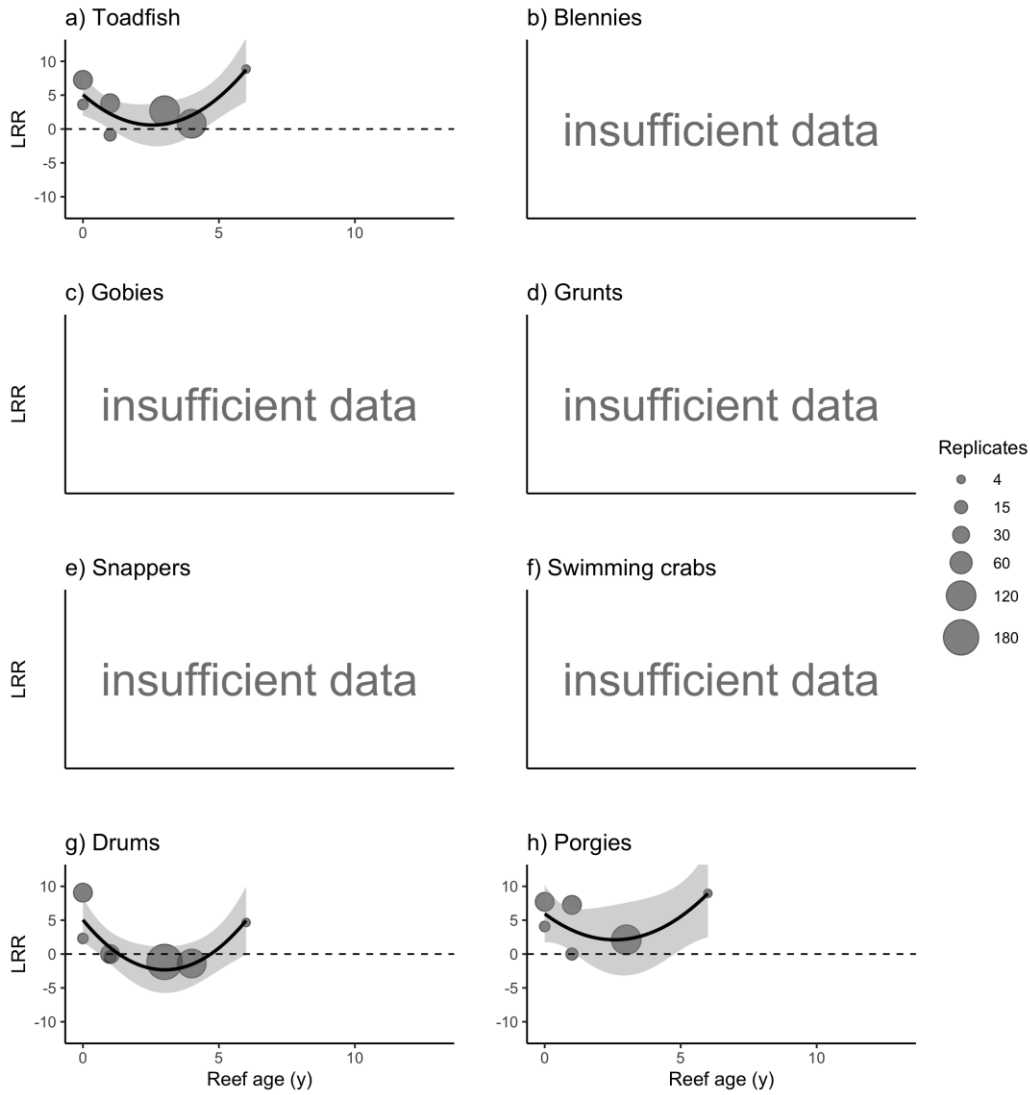 a) Toadfish
b) Blennies
LRR
10
5
0
-5
-10
0
5
10
insufficient data
c) Gobies
d) Grunts
LRR
insufficient data
insufficient data
Replicates
4
15
30
60
120
180
e) Snappers
f) Swimming crabs
LRR
insufficient data
insufficient data
g) Drums
h) Porgies
LRR
10
5
0
-5
-10
0
5
10
Reef age (y)
10
5
0
-5
-10
0
5
10
Reef age (y)